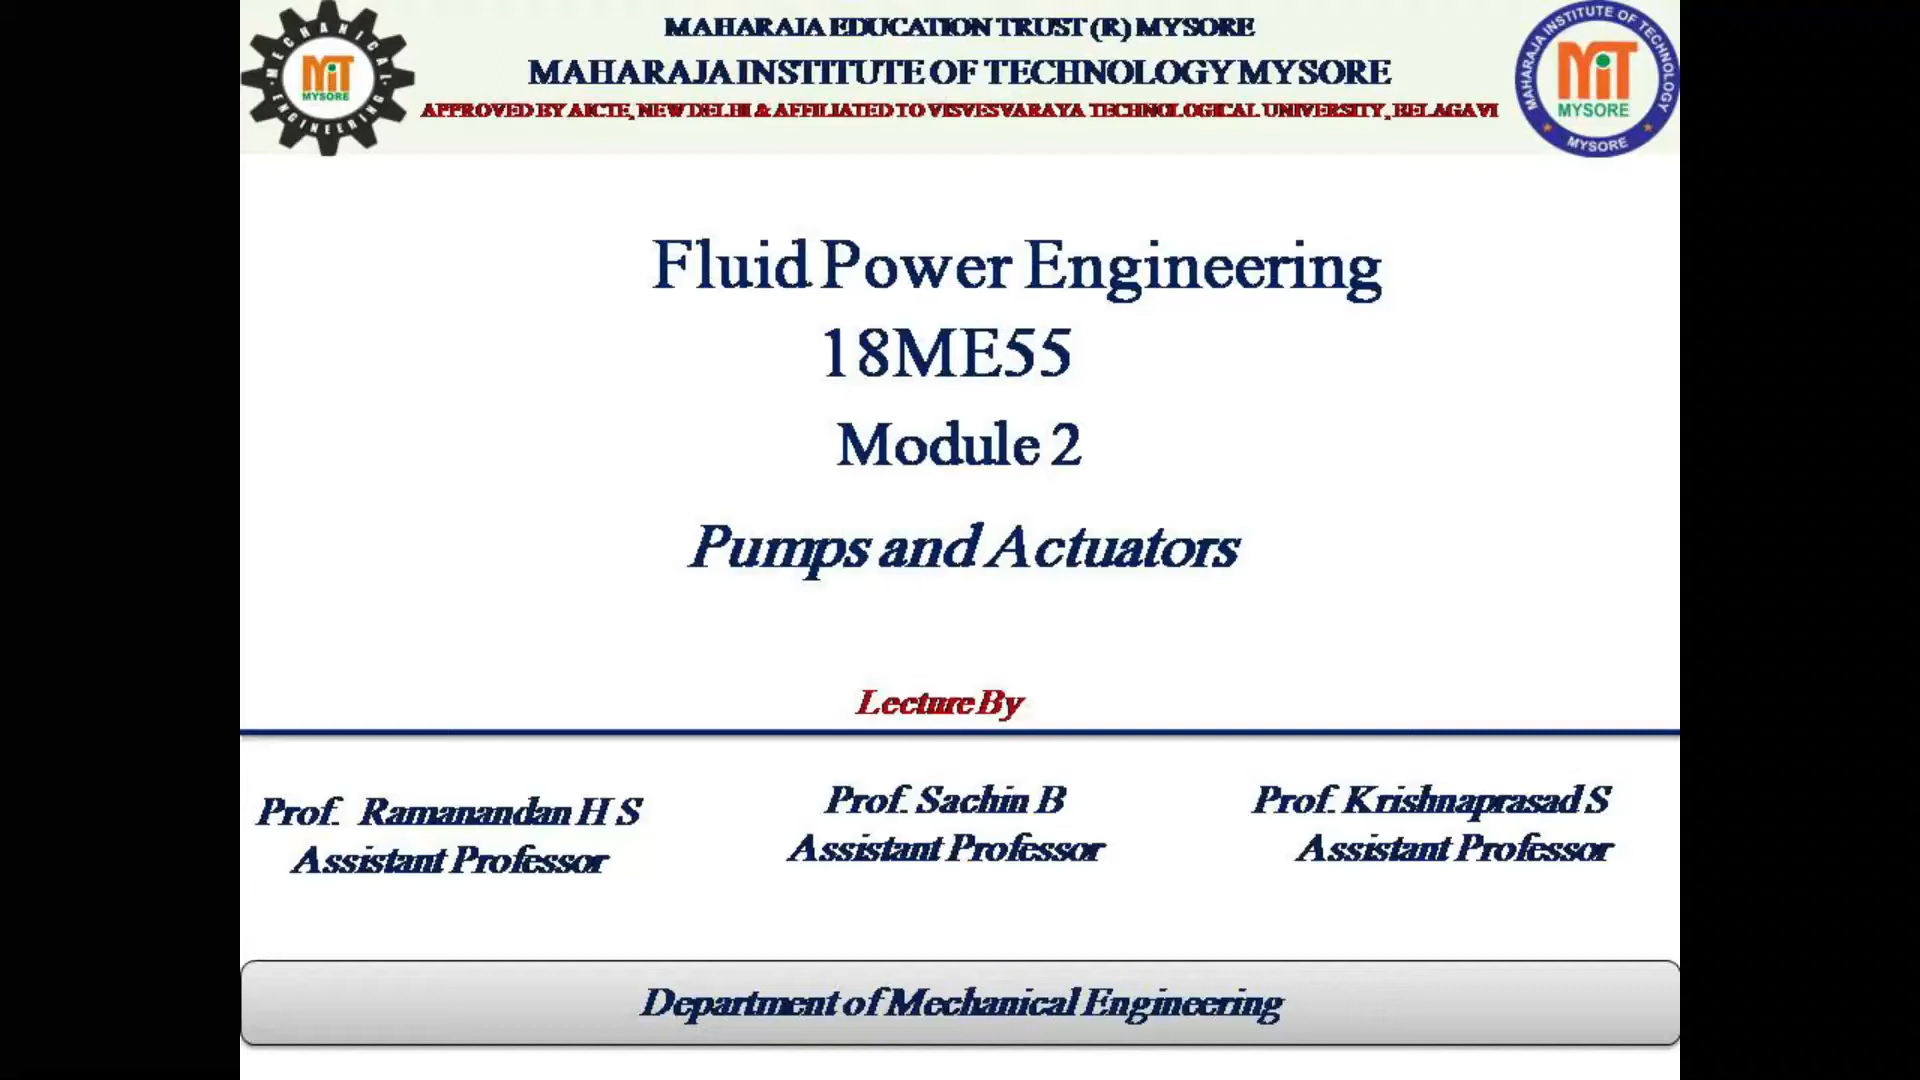 MAHARAJA EDUCATION TRUST (R) MYSORE
MAHARAJA INSTITUTE OF TECHNOLOGY MYSORE
APPROVED BY AICTE, NEW DELHI & AFFILIATED TO VISVESVARAYA TECHNOLOGICAL UNIVERSITY, BELAGAVI
MECHANICAL
MIT
MYSORE
ENGINEERING
MAHARAJA INSTITUTE OF TECHNOLOGY
MIT
MYSORE
MYSORE
Fluid Power Engineering
18ME55
Module 2
Pumps and Actuators
Lecture By
Prof. Ramanandan H S
Assistant Professor
Prof. Sachin B
Assistant Professor
Prof. Krishnaprasad S
Assistant Professor
Department of Mechanical Engineering